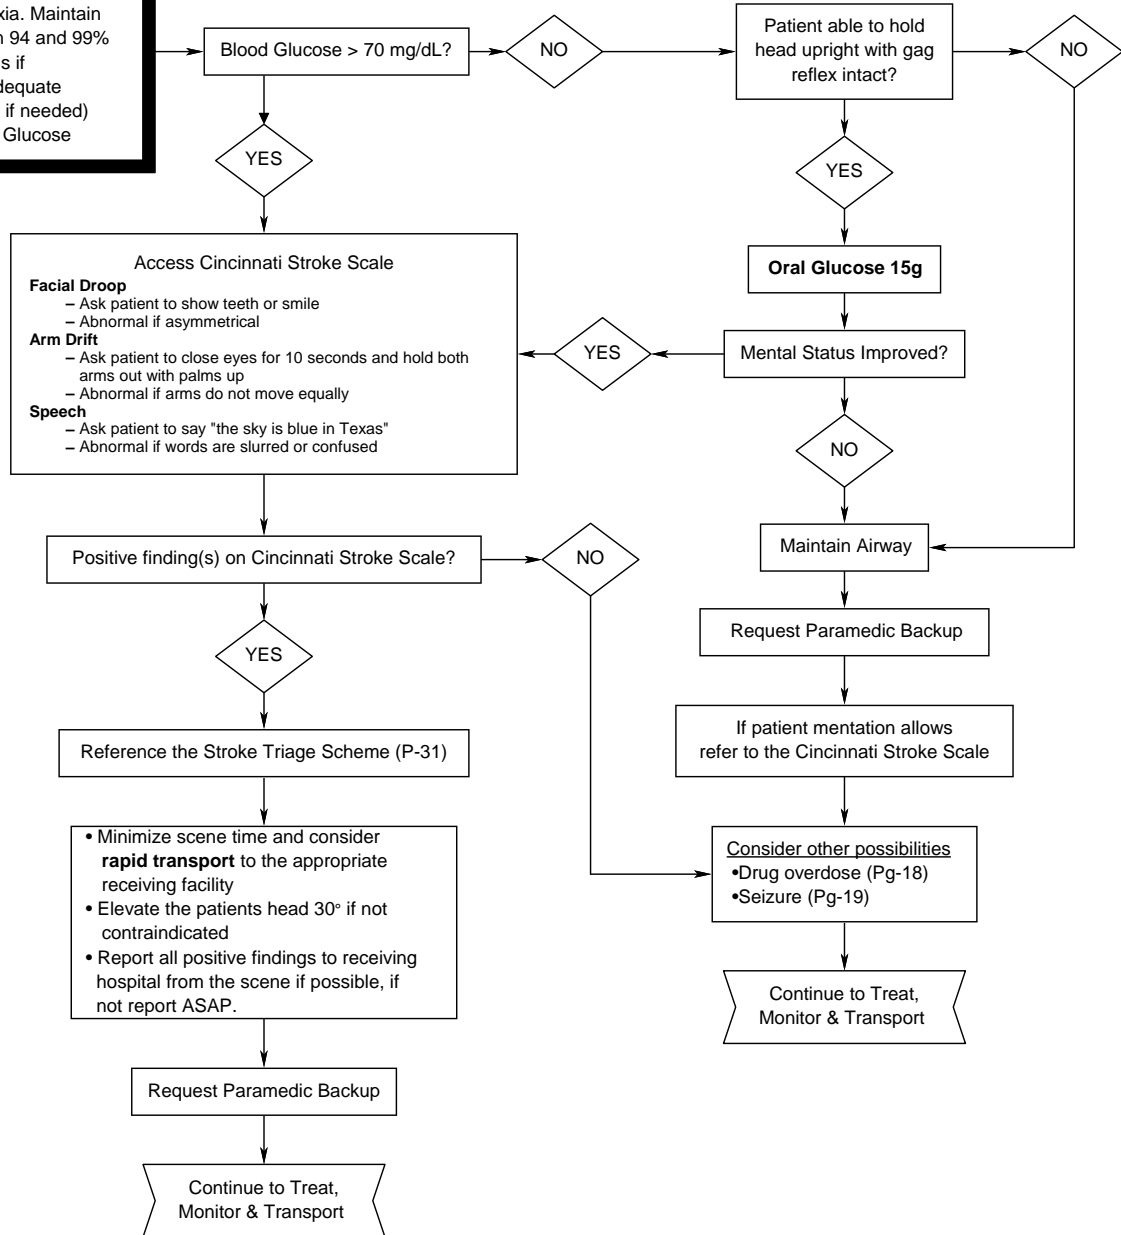 xia. Maintain
94 and 99%
s if
equate
if needed)
Glucose
Blood Glucose > 70 mg/dL?
NO
Patient able to hold
head upright with gag
reflex intact?
NO
YES
YES
Oral Glucose 15g
Mental Status Improved?
YES
NO
Access Cincinnati Stroke Scale
Facial Droop
– Ask patient to show teeth or smile
– Abnormal if asymmetrical
Arm Drift
– Ask patient to close eyes for 10 seconds and hold both
arms out with palms up
– Abnormal if arms do not move equally
Speech
– Ask patient to say "the sky is blue in Texas"
– Abnormal if words are slurred or confused
Positive finding(s) on Cincinnati Stroke Scale?
NO
YES
Maintain Airway
Request Paramedic Backup
If patient mentation allows
refer to the Cincinnati Stroke Scale
Reference the Stroke Triage Scheme (P-31)
• Minimize scene time and consider
rapid transport to the appropriate
receiving facility
• Elevate the patients head 30° if not
contraindicated
• Report all positive findings to receiving
hospital from the scene if possible, if
not report ASAP.
Consider other possibilities
•Drug overdose (Pg-18)
•Seizure (Pg-19)
Continue to Treat,
Monitor & Transport
Request Paramedic Backup
Continue to Treat,
Monitor & Transport